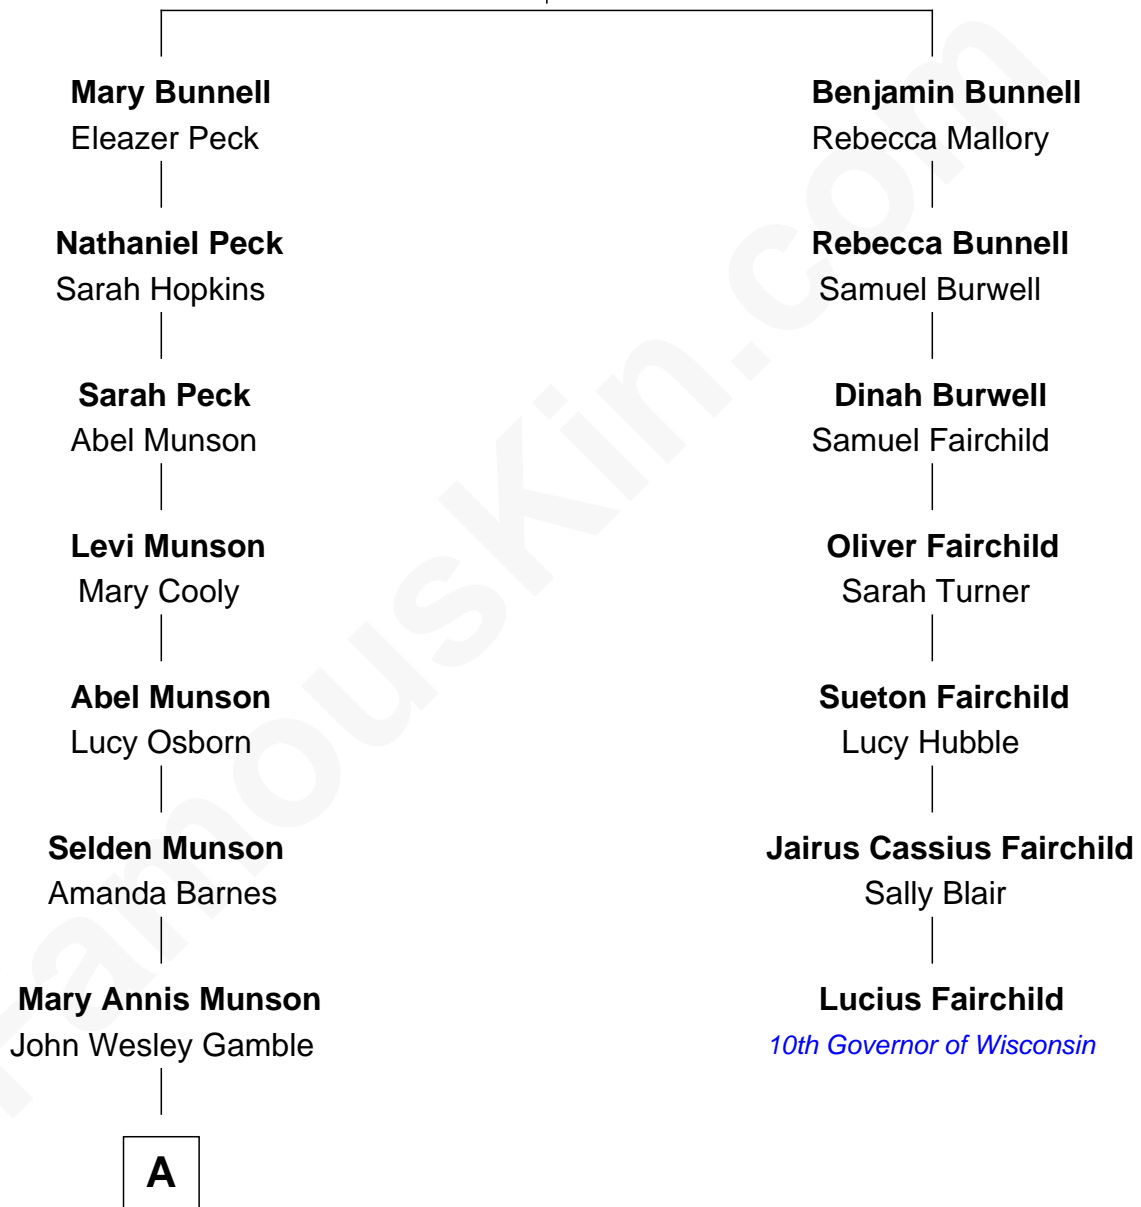 Mary Bunnell
Eleazer Peck
Nathaniel Peck
Sarah Hopkins
Sarah Peck
Abel Munson
Levi Munson
Mary Cooly
Abel Munson
Lucy Osborn
Selden Munson
Amanda Barnes
Mary Annis Munson
John Wesley Gamble
A
Benjamin Bunnell
Rebecca Mallory
Rebecca Bunnell
Samuel Burwell
Dinah Burwell
Samuel Fairchild
Oliver Fairchild
Sarah Turner
Sueton Fairchild
Lucy Hubble
Jairus Cassius Fairchild
Sally Blair
Lucius Fairchild
10th Governor of Wisconsin
FamousKin.com